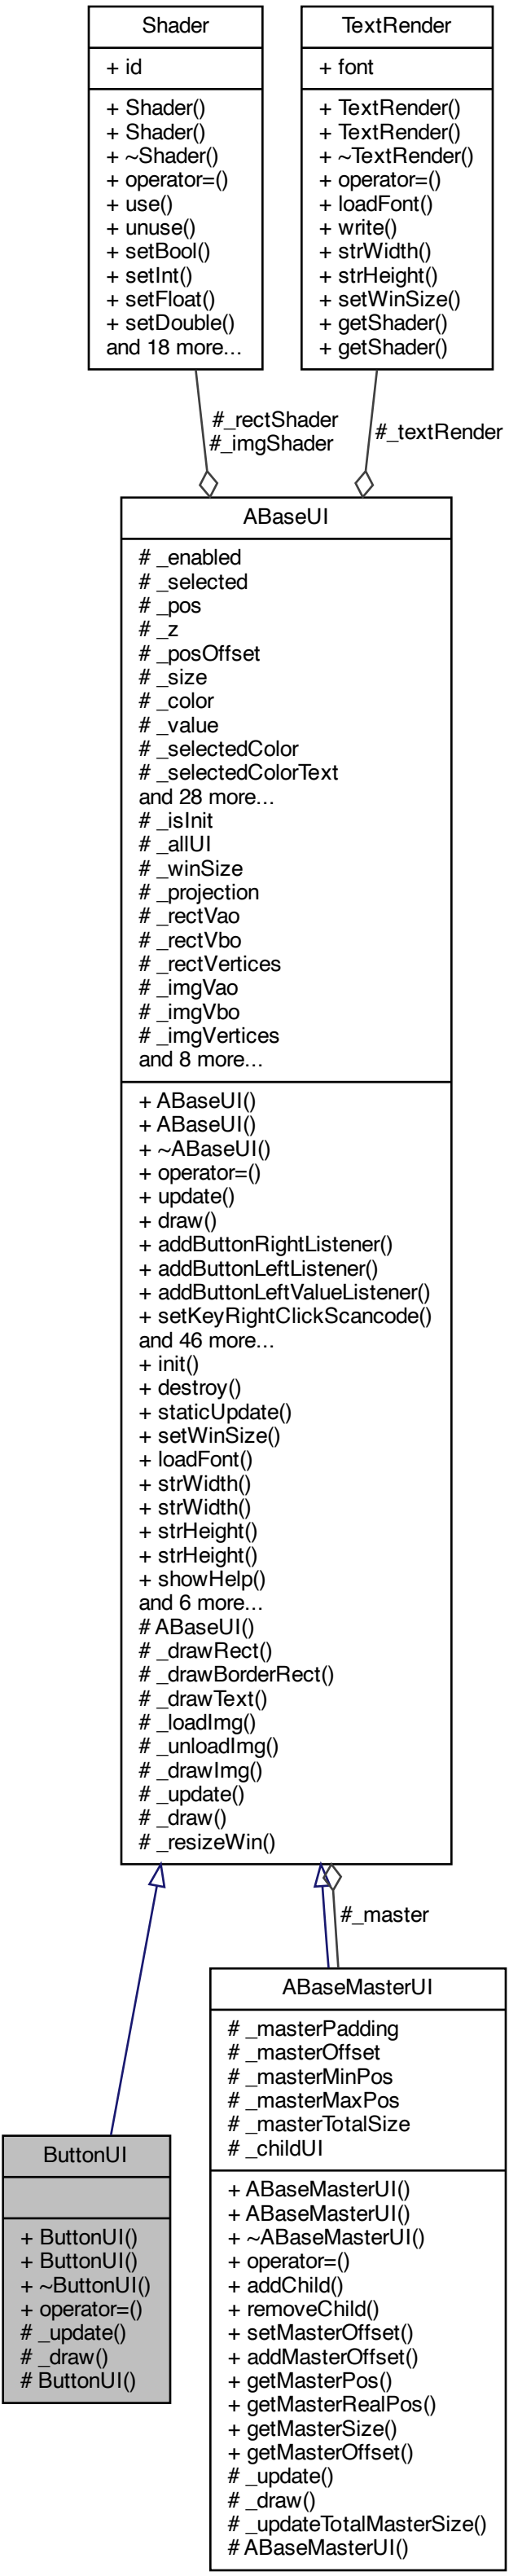 Shader
+ id
+ Shader()
+ Shader()
+ ~Shader()
+ operator=()
+ use()
+ unuse()
+ setBool()
+ setInt()
+ setFloat()
+ setDouble()
and 18 more...
TextRender
+ font
+ TextRender()
+ TextRender()
+ ~TextRender()
+ operator=()
+ loadFont()
+ write()
+ strWidth()
+ strHeight()
+ setWinSize()
+ getShader()
+ getShader()
#_rectShader
#_imgShader
#_textRender
ABaseUI
# _enabled
# _selected
# _pos
# _z
# _posOffset
# _size
# _color
# _value
# _selectedColor
# _selectedColorText
and 28 more...
# _isInit
# _allUI
# _winSize
# _projection
# _rectVao
# _rectVbo
# _rectVertices
# _imgVao
# _imgVbo
# _imgVertices
and 8 more...
+ ABaseUI()
+ ABaseUI()
+ ~ABaseUI()
+ operator=()
+ update()
+ draw()
+ addButtonRightListener()
+ addButtonLeftListener()
+ addButtonLeftValueListener()
+ setKeyRightClickScancode()
and 46 more...
+ init()
+ destroy()
+ staticUpdate()
+ setWinSize()
+ loadFont()
+ strWidth()
+ strWidth()
+ strHeight()
+ strHeight()
+ showHelp()
and 6 more...
# ABaseUI()
# _drawRect()
# _drawBorderRect()
# _drawText()
# _loadImg()
# _unloadImg()
# _drawImg()
# _update()
# _draw()
# _resizeWin()
#_master
ABaseMasterUI
# _masterPadding
# _masterOffset
# _masterMinPos
# _masterMaxPos
# _masterTotalSize
# _childUI
+ ABaseMasterUI()
+ ABaseMasterUI()
+ ~ABaseMasterUI()
+ operator=()
+ addChild()
+ removeChild()
+ setMasterOffset()
+ addMasterOffset()
+ getMasterPos()
+ getMasterRealPos()
+ getMasterSize()
+ getMasterOffset()
# _update()
# _draw()
# _updateTotalMasterSize()
# ABaseMasterUI()
ButtonUI
+ ButtonUI()
+ ButtonUI()
+ ~ButtonUI()
+ operator=()
# _update()
# _draw()
# ButtonUI()